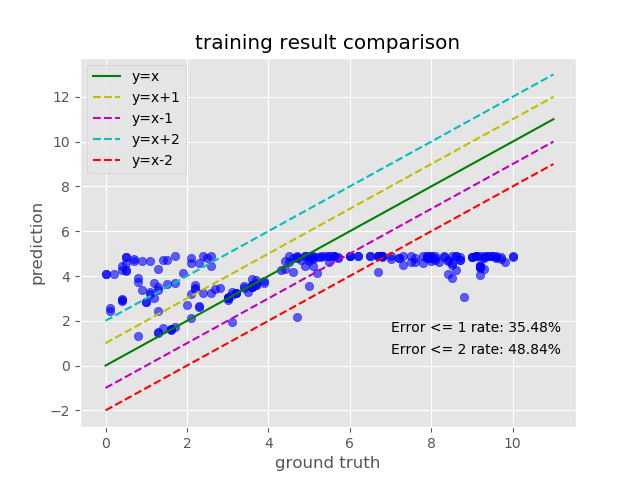 training result comparison
y=x
y=x+1
y=x-1
y=x+2
y=x-2
12
10
8
6
4
2
0
−2
prediction
Error <= 1 rate: 35.48%
Error <= 2 rate: 48.84%
0 2 4 6 8 10
ground truth